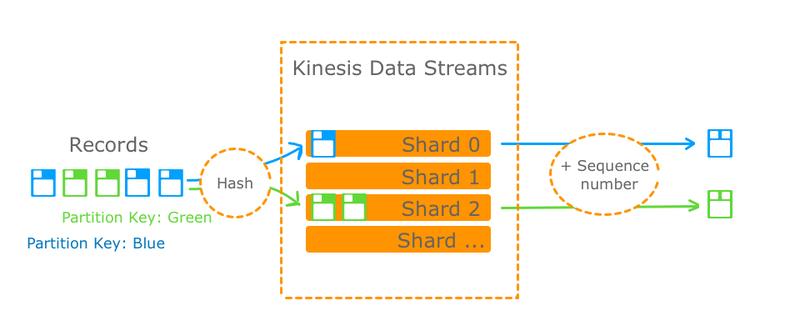 Kinesis Data Streams
Records
Shard 0
Shard 1
Shard 2
Shard ...
Hash
+ Sequence
number
Partition Key: Green
Partition Key: Blue